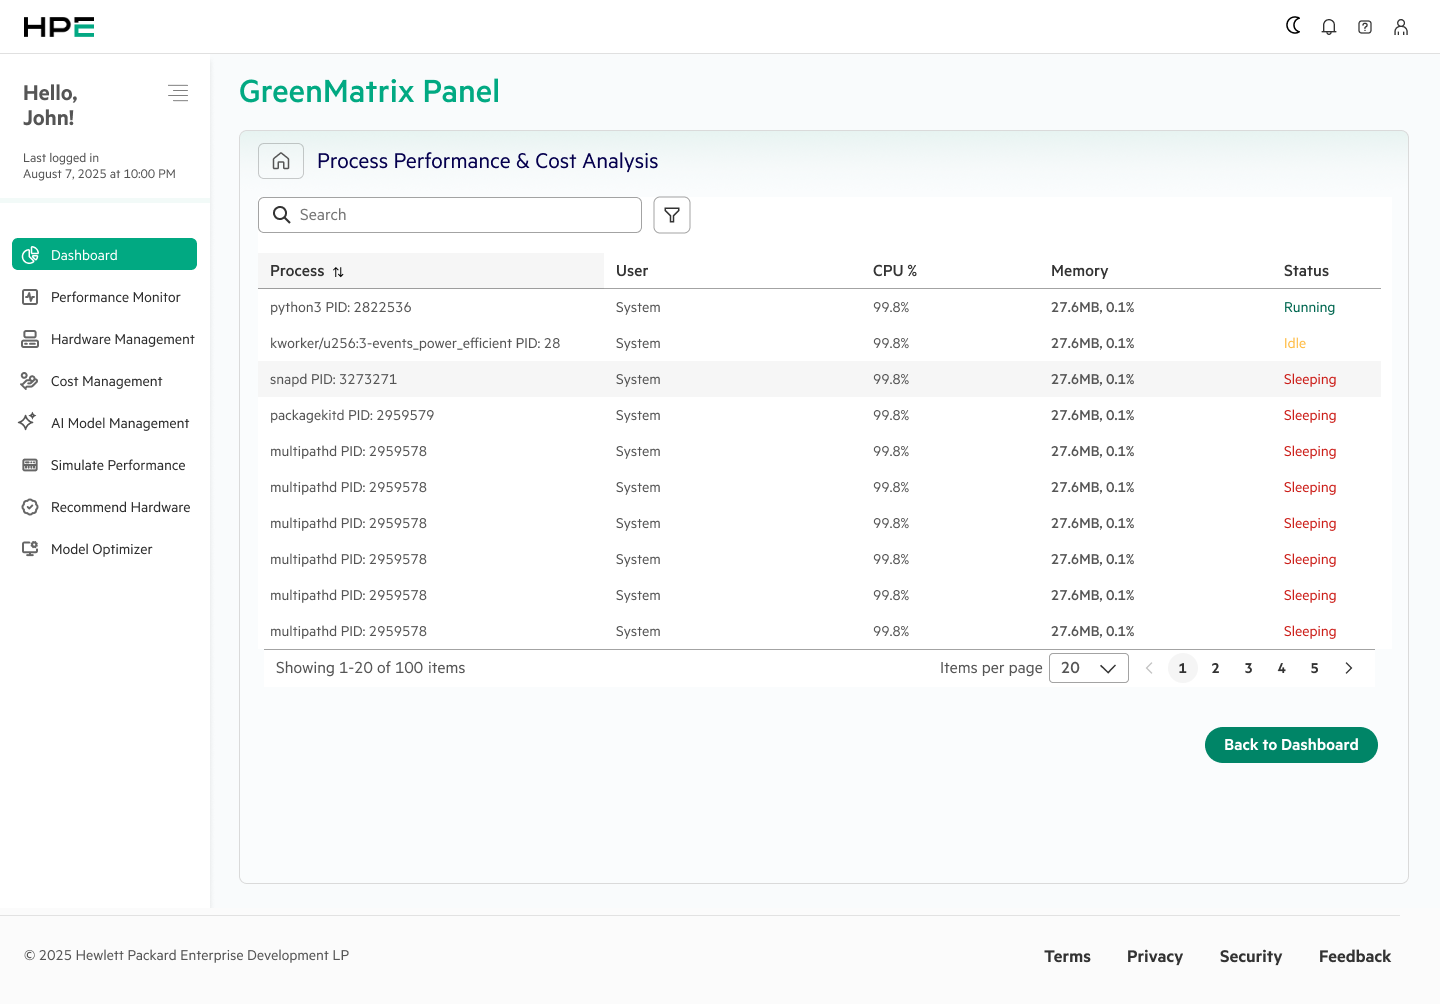 HPE
Hello,
John!
Last logged in
August 7, 2025 at 10:00 PM
Dashboard
Performance Monitor
Hardware Management
Cost Management
AI Model Management
Simulate Performance
Recommend Hardware
Model Optimizer
GreenMatrix Panel
Process Performance & Cost Analysis
Search
Process User CPU % Memory Status
python3 PID: 2822536 System 99.8% 27.6MB, 0.1% Running
kworker/u256:3-events_power_efficient PID: 28 System 99.8% 27.6MB, 0.1% Idle
snapd PID: 3273271 System 99.8% 27.6MB, 0.1% Sleeping
packagekitd PID: 2959579 System 99.8% 27.6MB, 0.1% Sleeping
multipathd PID: 2959578 System 99.8% 27.6MB, 0.1% Sleeping
multipathd PID: 2959578 System 99.8% 27.6MB, 0.1% Sleeping
multipathd PID: 2959578 System 99.8% 27.6MB, 0.1% Sleeping
multipathd PID: 2959578 System 99.8% 27.6MB, 0.1% Sleeping
multipathd PID: 2959578 System 99.8% 27.6MB, 0.1% Sleeping
multipathd PID: 2959578 System 99.8% 27.6MB, 0.1% Sleeping
Showing 1-20 of 100 items Items per page 20 1 2 3 4 5
Back to Dashboard
© 2025 Hewlett Packard Enterprise Development LP Terms Privacy Security Feedback